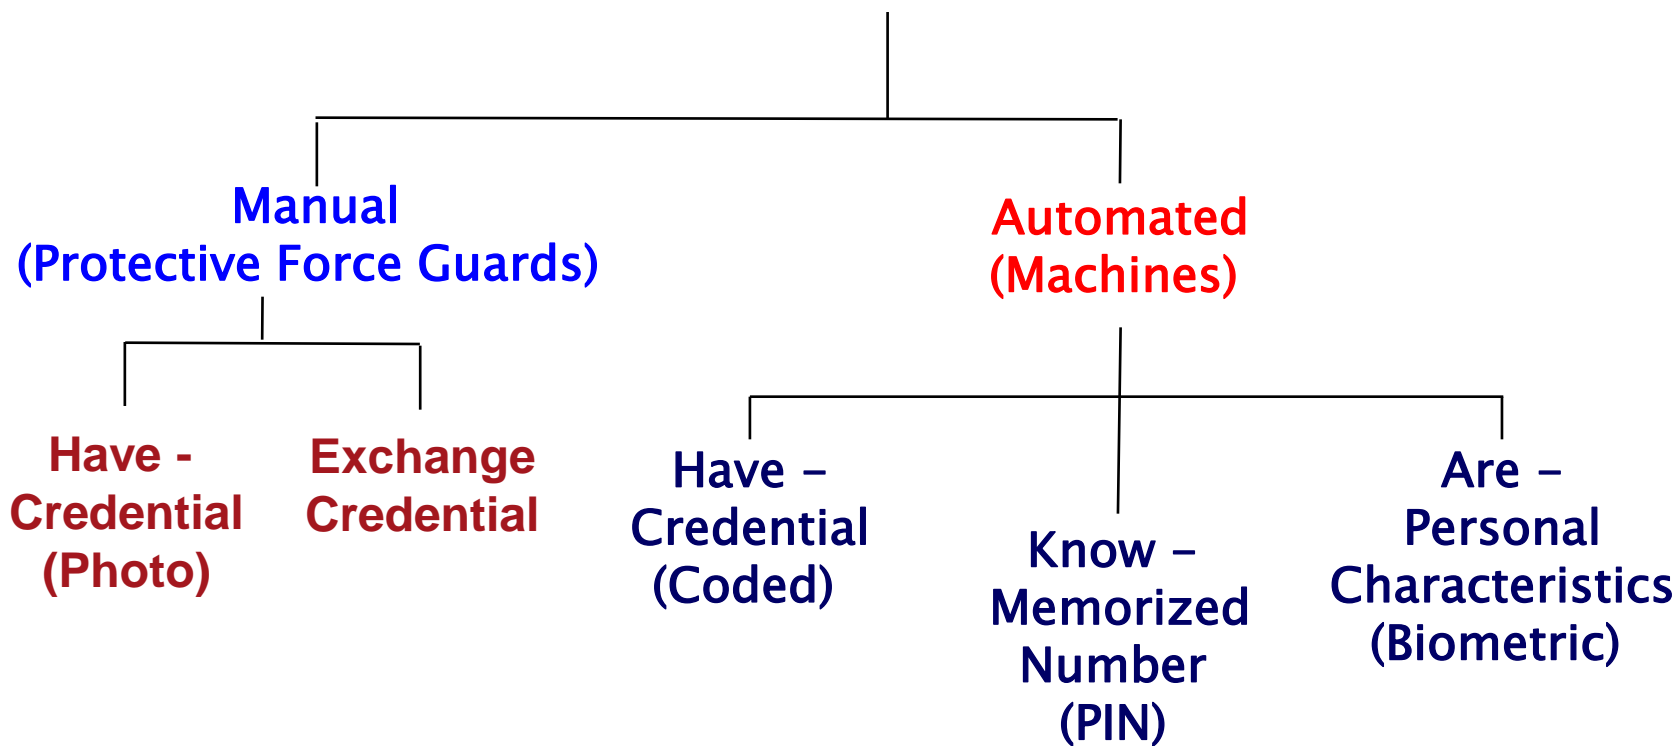 Manual
(Protective Force Guards)
Automated
(Machines)
Have -
Credential
(Photo)
Exchange
Credential
Have –
Credential
(Coded)
Know –
Memorized
Number
(PIN)
Are –
Personal
Characteristics
(Biometric)